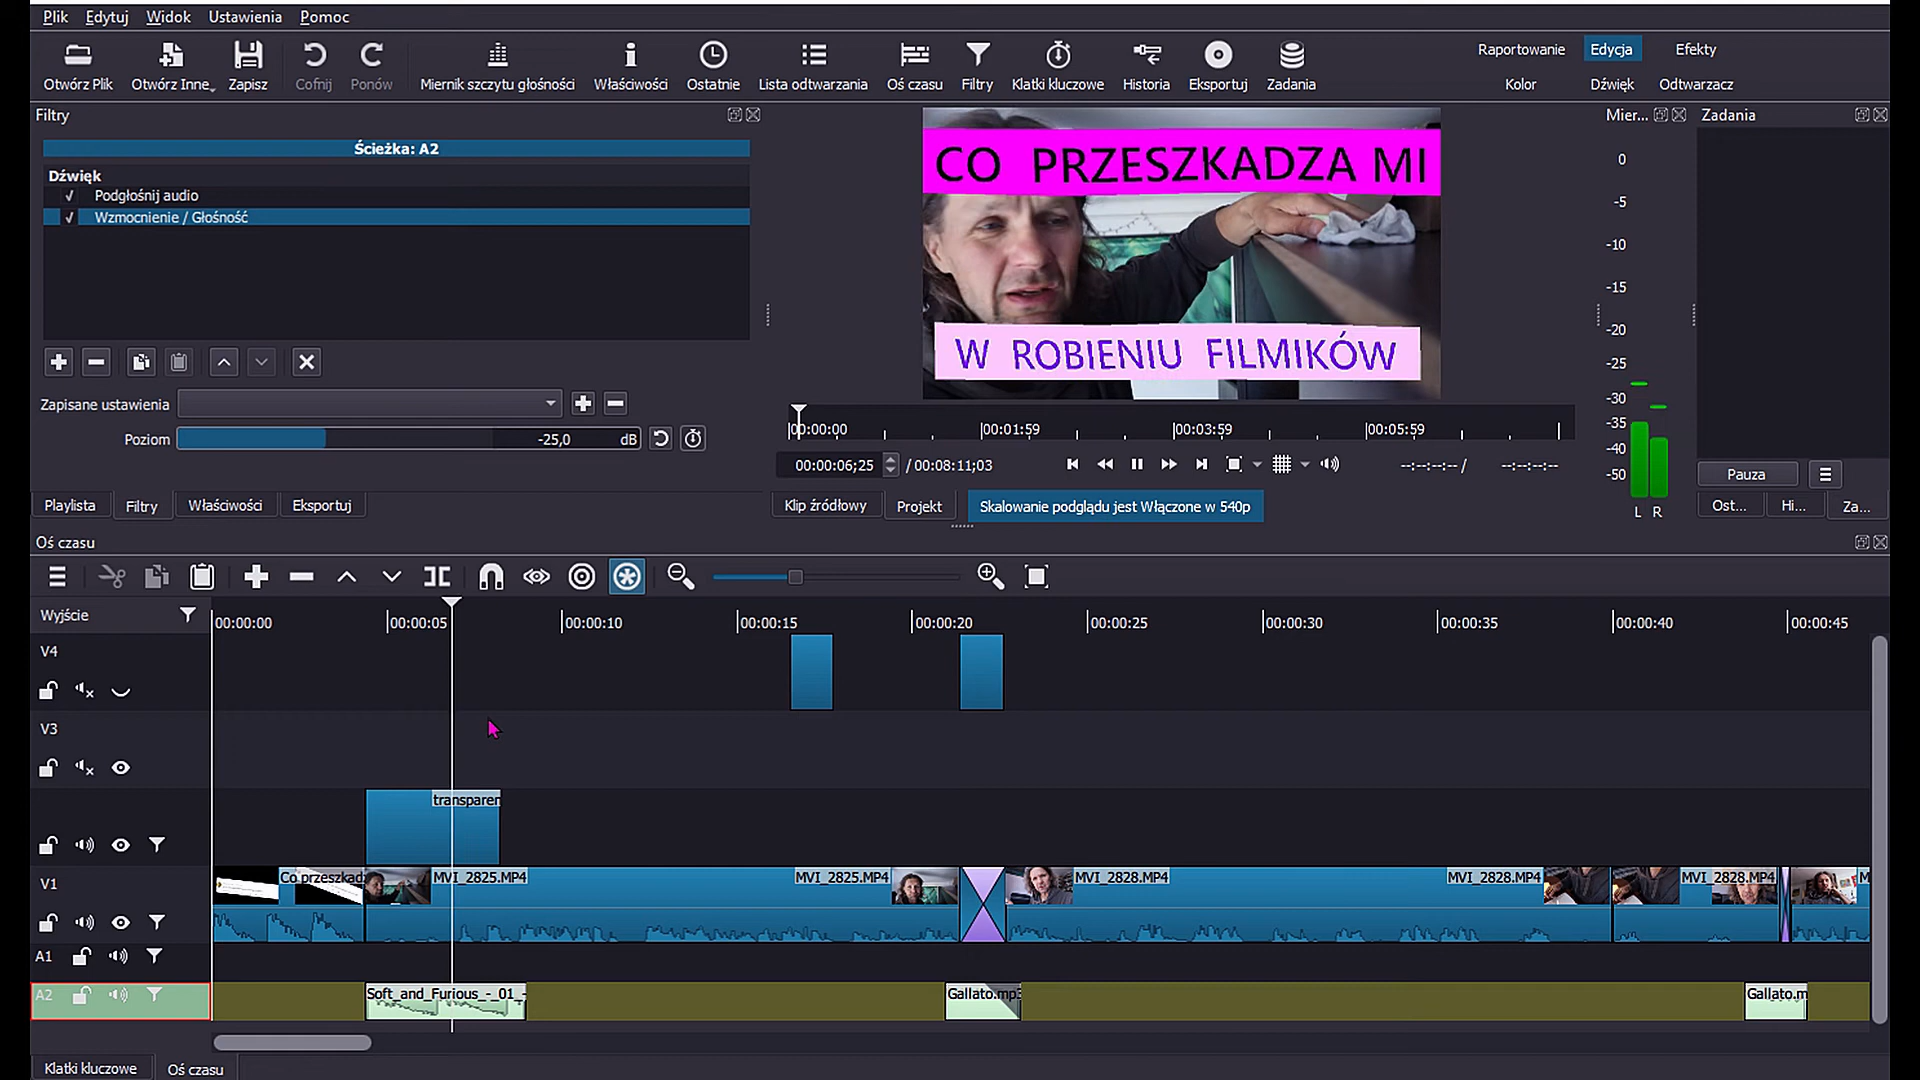 Plik Edytuj Widok Ustawienia Pomoc
Otwórz Plik Otwórz Inne Zapisz Cofnij Ponów Miernik szczytu głośności Właściwości Ostatnie Lista odtwarzania Oś czasu Filtry Klatki kluczowe Historia Eksportuj Zadania
Raportowanie Edycja Efekty
Kolor Dźwięk Odtwarzacz
Filtry
Ścieżka: A2
Dźwięk
Podgłośnij audio
Wzmocnienie / Głośność
Zapisane ustawienia
Poziom -25,0 dB
Playlista Filtry Właściwości Eksportuj
CO PRZESZKADZA MI
W ROBIENIU FILMIKÓW
00:00:00 00:01:59 00:03:59 00:05:59
00:00:06;25 / 00:08:11;03 --:--:--:-- / --:--:--:--
Klip źródłowy Projekt Skalowanie podglądu jest Włączone w 540p
Mier...
0
-5
-10
-15
-20
-25
-30
-35
-40
-50
L R
Zadania
Pauza
Ost... Hi... Za...
Oś czasu
Wyjście
00:00:00 00:00:05 00:00:10 00:00:15 00:00:20 00:00:25 00:00:30 00:00:35 00:00:40 00:00:45
V4
V3
transparen
V1 Co przeszkadz MVI_2825.MP4 MVI_2825.MP4 MVI_2828.MP4 MVI_2828.MP4 MVI_2828.MP4 M
A1
A2 Soft_and_Furious_-_01_- Gallato.mp3 Gallato.m
Klatki kluczowe Oś czasu